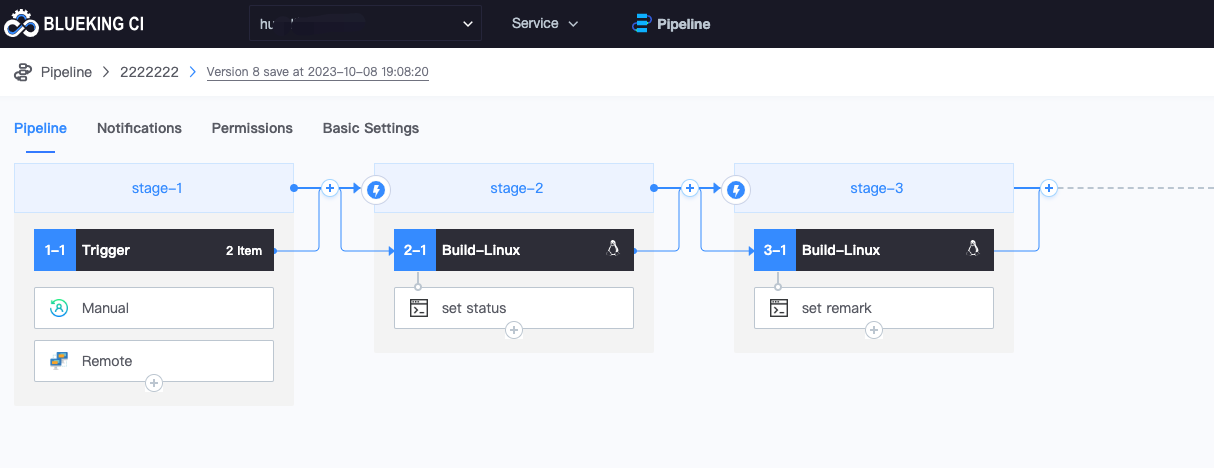 BLUEKING CI
Service
Pipeline
Pipeline
2222222
Version 8 save at 2023-10-08 19:08:20
Pipeline
Notifications
Permissions
Basic Settings
stage-1
stage-2
stage-3
1-1
Trigger
2 Item
2-1
Build-Linux
3-1
Build-Linux
Manual
set status
set remark
Remote